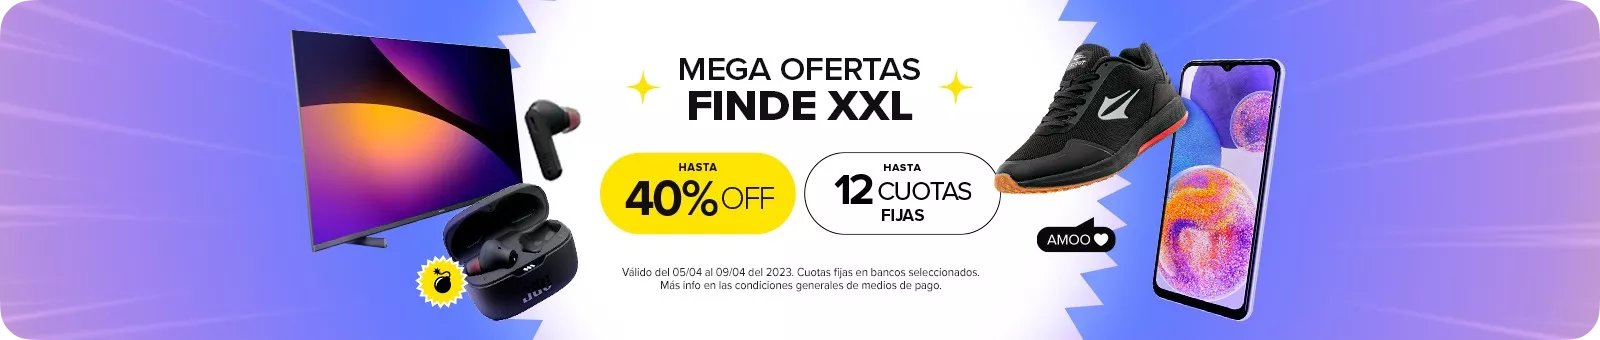 MEGA OFERTAS
FINDE XXL
HASTA
40% OFF
HASTA
12 CUOTAS
FIJAS
AMOO
Válido del 05/04 al 09/04 del 2023. Cuotas fijas en bancos seleccionados.
Más info en las condiciones generales de medios de pago.